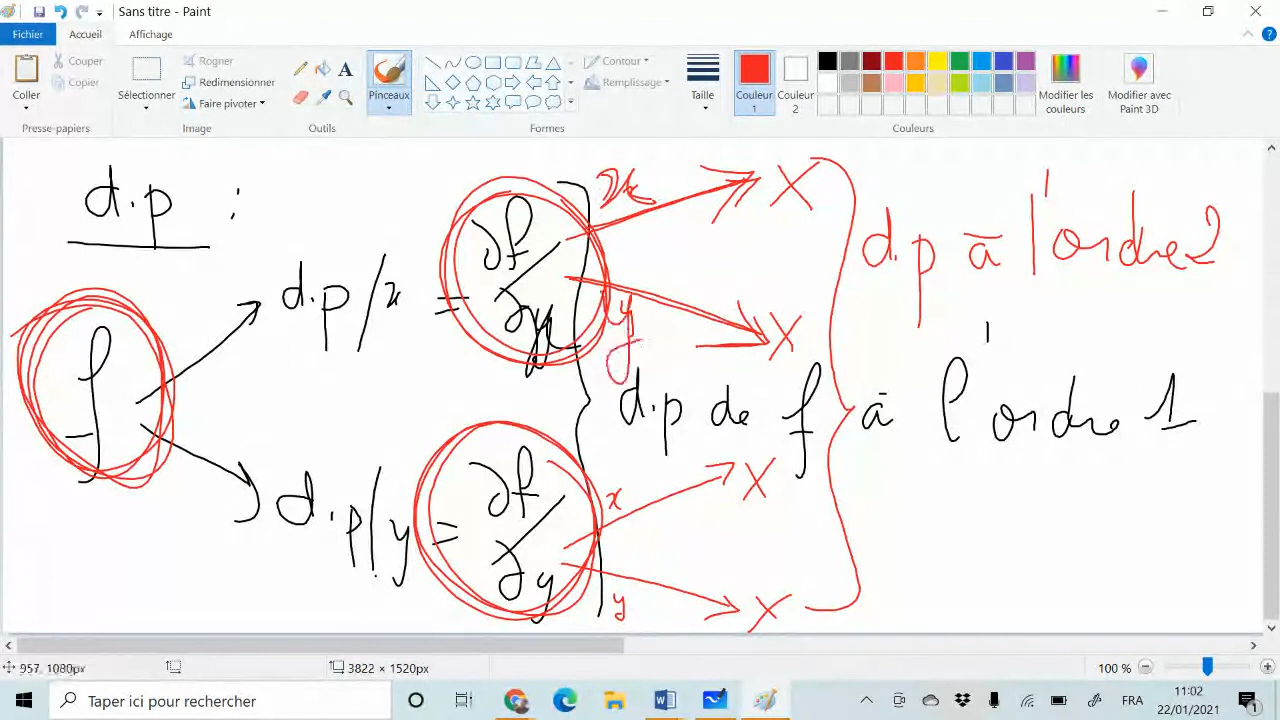 Sans titre - Paint
Fichier Accueil Affichage
Coller
Couper
Copier
Presse-papiers
Sélectionner
Rogner
Redimensionner
Faire pivoter
Image
A
Outils
Pinceaux
Contour
Remplissage
Formes
Taille
Couleur 1
Couleur 2
Modifier les couleurs
Modifier avec Paint 3D
Couleurs
d.p :
f
d.p/x = ∂f/∂x
x X
y X
d.p à l'ordre 2
d.p de f à l'ordre 1
d.p/y = ∂f/∂y
x X
y X
957, 1080px
3822 × 1520px
100 %
Taper ici pour rechercher
FRA
11:02
22/01/2021
1